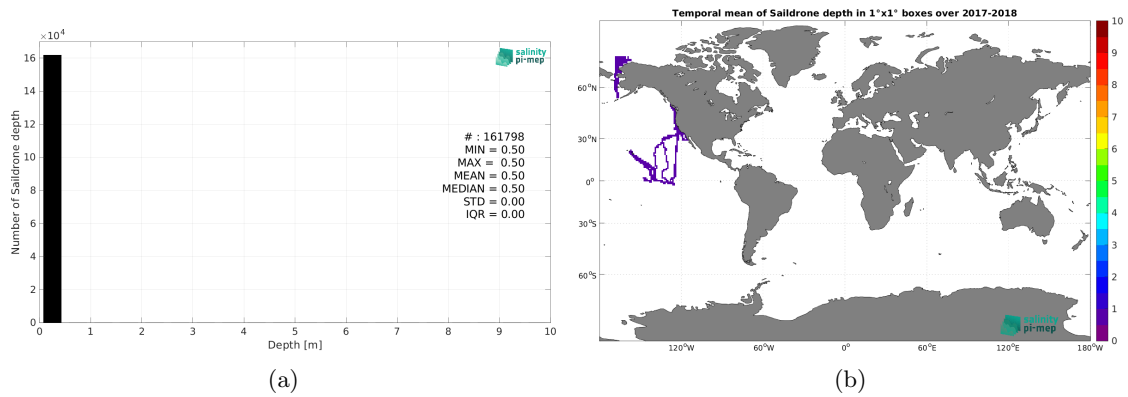 Temporal mean of Saildrone depth in 1°x1° boxes over 2017-2018
×10⁴
salinity
pi-mep
16
14
12
10
8
6
4
2
0
Number of Saildrone depth
# : 161798
MIN = 0.50
MAX = 0.50
MEAN = 0.50
MEDIAN = 0.50
STD = 0.00
IQR = 0.00
0 1 2 3 4 5 6 7 8 9 10
Depth [m]
(a)
60°N
30°N
0°
30°S
60°S
120°W 60°W 0° 60°E 120°E 180°W
salinity
pi-mep
10
9
8
7
6
5
4
3
2
1
0
(b)